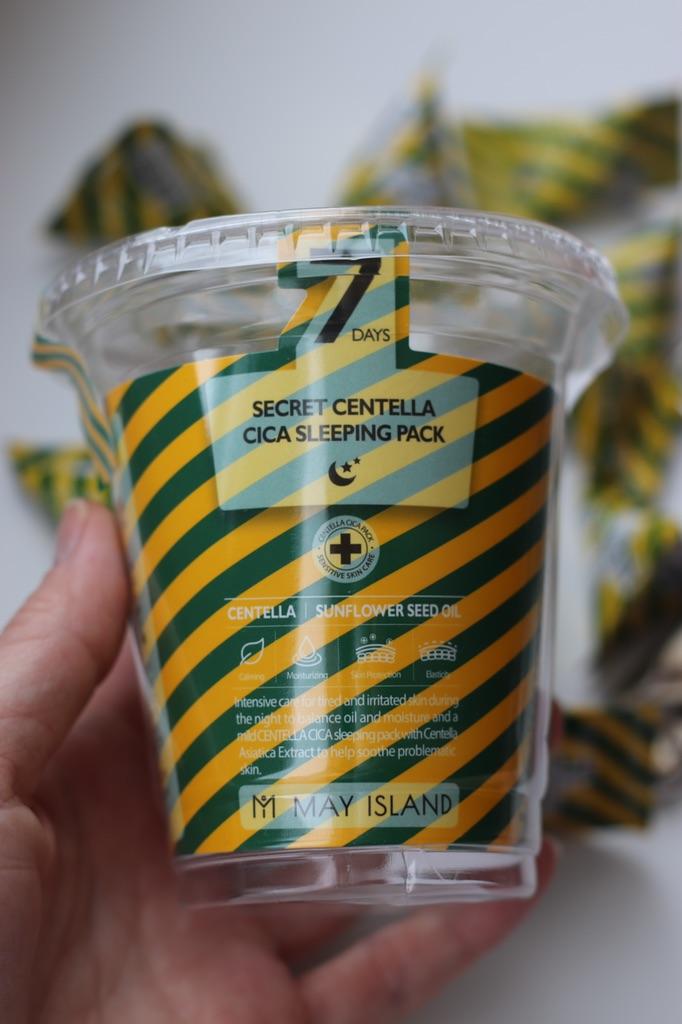 7
DAYS
SECRET CENTELLA
CICA SLEEPING PACK
CENTELLA CICA PACK
SENSITIVE SKIN CARE
CENTELLA | SUNFLOWER SEED OIL
Calming Moisturizing Skin Protection Elasticity
Intensive care for tired and irritated skin during
the night to balance oil and moisture and a
mild CENTELLA CICA sleeping pack with Centella
Asiatica Extract to help soothe problematic
skin.
MAY ISLAND